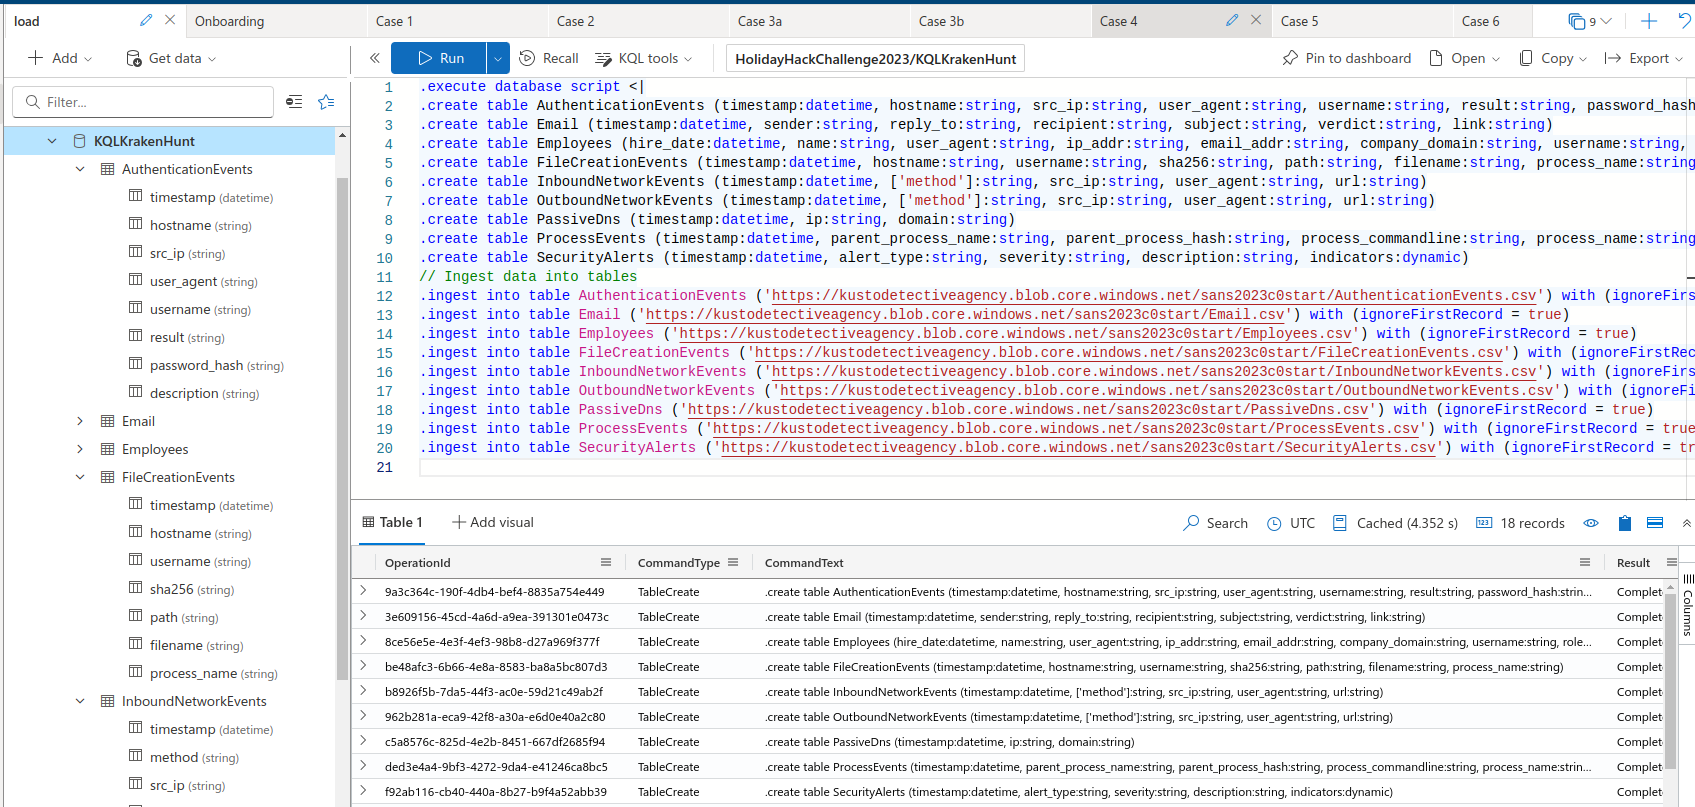 load
Onboarding
Case 1
Case 2
Case 3a
Case 3b
Case 4
Case 5
Case 6
9
Add
Get data
Run
Recall
KQL tools
HolidayHackChallenge2023/KQLKrakenHunt
Pin to dashboard
Open
Copy
Export
Filter...
KQLKrakenHunt
AuthenticationEvents
timestamp (datetime)
hostname (string)
src_ip (string)
user_agent (string)
username (string)
result (string)
password_hash (string)
description (string)
Email
Employees
FileCreationEvents
timestamp (datetime)
hostname (string)
username (string)
sha256 (string)
path (string)
filename (string)
process_name (string)
InboundNetworkEvents
timestamp (datetime)
method (string)
src_ip (string)
1 .execute database script <|
2 .create table AuthenticationEvents (timestamp:datetime, hostname:string, src_ip:string, user_agent:string, username:string, result:string, password_hash
3 .create table Email (timestamp:datetime, sender:string, reply_to:string, recipient:string, subject:string, verdict:string, link:string)
4 .create table Employees (hire_date:datetime, name:string, user_agent:string, ip_addr:string, email_addr:string, company_domain:string, username:string,
5 .create table FileCreationEvents (timestamp:datetime, hostname:string, username:string, sha256:string, path:string, filename:string, process_name:string
6 .create table InboundNetworkEvents (timestamp:datetime, ['method']:string, src_ip:string, user_agent:string, url:string)
7 .create table OutboundNetworkEvents (timestamp:datetime, ['method']:string, src_ip:string, user_agent:string, url:string)
8 .create table PassiveDns (timestamp:datetime, ip:string, domain:string)
9 .create table ProcessEvents (timestamp:datetime, parent_process_name:string, parent_process_hash:string, process_commandline:string, process_name:string
10 .create table SecurityAlerts (timestamp:datetime, alert_type:string, severity:string, description:string, indicators:dynamic)
11 // Ingest data into tables
12 .ingest into table AuthenticationEvents ('https://kustodetectiveagency.blob.core.windows.net/sans2023c0start/AuthenticationEvents.csv') with (ignoreFirs
13 .ingest into table Email ('https://kustodetectiveagency.blob.core.windows.net/sans2023c0start/Email.csv') with (ignoreFirstRecord = true)
14 .ingest into table Employees ('https://kustodetectiveagency.blob.core.windows.net/sans2023c0start/Employees.csv') with (ignoreFirstRecord = true)
15 .ingest into table FileCreationEvents ('https://kustodetectiveagency.blob.core.windows.net/sans2023c0start/FileCreationEvents.csv') with (ignoreFirstRec
16 .ingest into table InboundNetworkEvents ('https://kustodetectiveagency.blob.core.windows.net/sans2023c0start/InboundNetworkEvents.csv') with (ignoreFirs
17 .ingest into table OutboundNetworkEvents ('https://kustodetectiveagency.blob.core.windows.net/sans2023c0start/OutboundNetworkEvents.csv') with (ignoreFi
18 .ingest into table PassiveDns ('https://kustodetectiveagency.blob.core.windows.net/sans2023c0start/PassiveDns.csv') with (ignoreFirstRecord = true)
19 .ingest into table ProcessEvents ('https://kustodetectiveagency.blob.core.windows.net/sans2023c0start/ProcessEvents.csv') with (ignoreFirstRecord = true
20 .ingest into table SecurityAlerts ('https://kustodetectiveagency.blob.core.windows.net/sans2023c0start/SecurityAlerts.csv') with (ignoreFirstRecord = tr
21
Table 1
Add visual
Search
UTC
Cached (4.352 s)
18 records
OperationId CommandType CommandText Result
9a3c364c-190f-4db4-bef4-8835a754e449 TableCreate .create table AuthenticationEvents (timestamp:datetime, hostname:string, src_ip:string, user_agent:string, username:string, result:string, password_hash:strin... Complet
3e609156-45cd-4a6d-a9ea-391301e0473c TableCreate .create table Email (timestamp:datetime, sender:string, reply_to:string, recipient:string, subject:string, verdict:string, link:string) Complet
8ce56e5e-4e3f-4ef3-98b8-d27a969f377f TableCreate .create table Employees (hire_date:datetime, name:string, user_agent:string, ip_addr:string, email_addr:string, company_domain:string, username:string, role... Complet
be48afc3-6b66-4e8a-8583-ba8a5bc807d3 TableCreate .create table FileCreationEvents (timestamp:datetime, hostname:string, username:string, sha256:string, path:string, filename:string, process_name:string) Complet
b8926f5b-7da5-44f3-ac0e-59d21c49ab2f TableCreate .create table InboundNetworkEvents (timestamp:datetime, ['method']:string, src_ip:string, user_agent:string, url:string) Complet
962b281a-eca9-42f8-a30a-e6d0e40a2c80 TableCreate .create table OutboundNetworkEvents (timestamp:datetime, ['method']:string, src_ip:string, user_agent:string, url:string) Complet
c5a8576c-825d-4e2b-8451-667df2685f94 TableCreate .create table PassiveDns (timestamp:datetime, ip:string, domain:string) Complet
ded3e4a4-9bf3-4272-9da4-e41246ca8bc5 TableCreate .create table ProcessEvents (timestamp:datetime, parent_process_name:string, parent_process_hash:string, process_commandline:string, process_name:strin... Complet
f92ab116-cb40-440a-8b27-b9f4a52abb39 TableCreate .create table SecurityAlerts (timestamp:datetime, alert_type:string, severity:string, description:string, indicators:dynamic) Complet
Columns